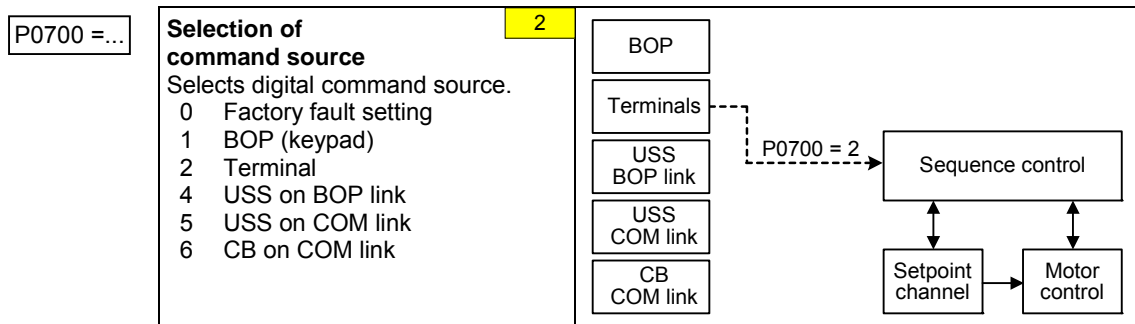 P0700 =...
Selection of
command source
2
Selects digital command source.
0 Factory fault setting
1 BOP (keypad)
2 Terminal
4 USS on BOP link
5 USS on COM link
6 CB on COM link
BOP
Terminals
USS
BOP link
USS
COM link
CB
COM link
P0700 = 2
Sequence control
Setpoint
channel
Motor
control